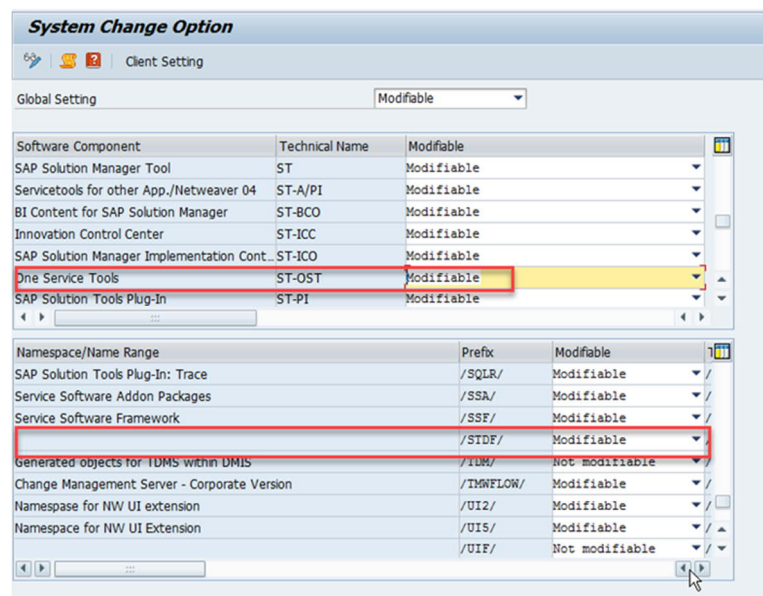 System Change Option
Client Setting
Global Setting Modifiable
Software Component Technical Name Modifiable
SAP Solution Manager Tool ST Modifiable
Servicetools for other App./Netweaver 04 ST-A/PI Modifiable
BI Content for SAP Solution Manager ST-BCO Modifiable
Innovation Control Center ST-ICC Modifiable
SAP Solution Manager Implementation Cont... ST-ICO Modifiable
One Service Tools ST-OST Modifiable
SAP Solution Tools Plug-In ST-PI Modifiable
Namespace/Name Range Prefix Modifiable
SAP Solution Tools Plug-In: Trace /SQLR/ Modifiable /
Service Software Addon Packages /SSA/ Modifiable /
Service Software Framework /SSF/ Modifiable /
/STDF/ Modifiable /
Generated objects for TDMS within DMIS /TDM/ Not modifiable /
Change Management Server - Corporate Version /TMWFLOW/ Modifiable /
Namespase for NW UI extension /UI2/ Modifiable /
Namespace for NW UI Extension /UI5/ Modifiable /
/UIF/ Not modifiable /